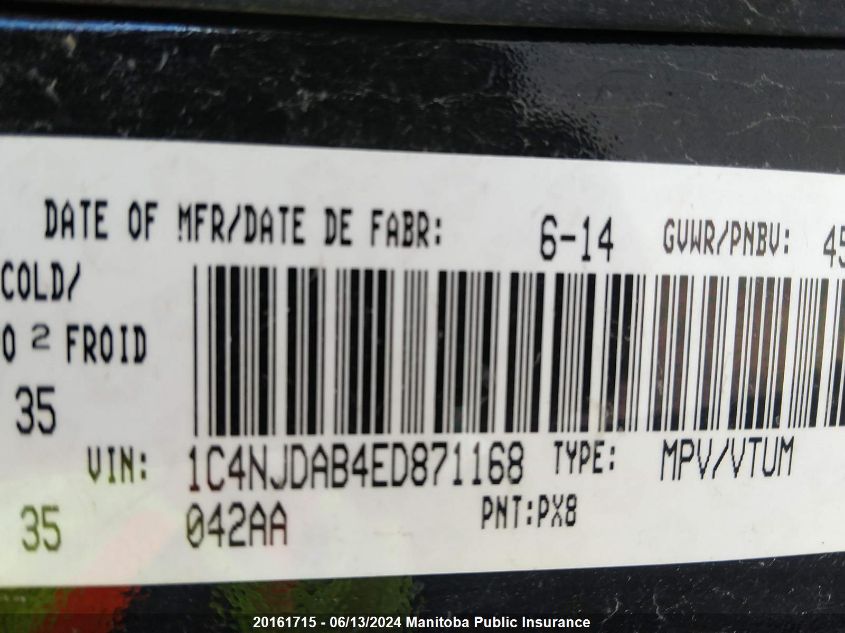 DATE OF MFR/DATE DE FABR: 6-14 GVWR/PNBV: 45
COLD/
O 2 FROID
35
VIN: 1C4NJDAB4ED871168 TYPE: MPV/VTUM
35 042AA PNT:PX8
20161715 - 06/13/2024 Manitoba Public Insurance